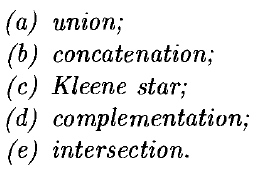 (a) union;
(b) concatenation;
(c) Kleene star;
(d) complementation;
(e) intersection.